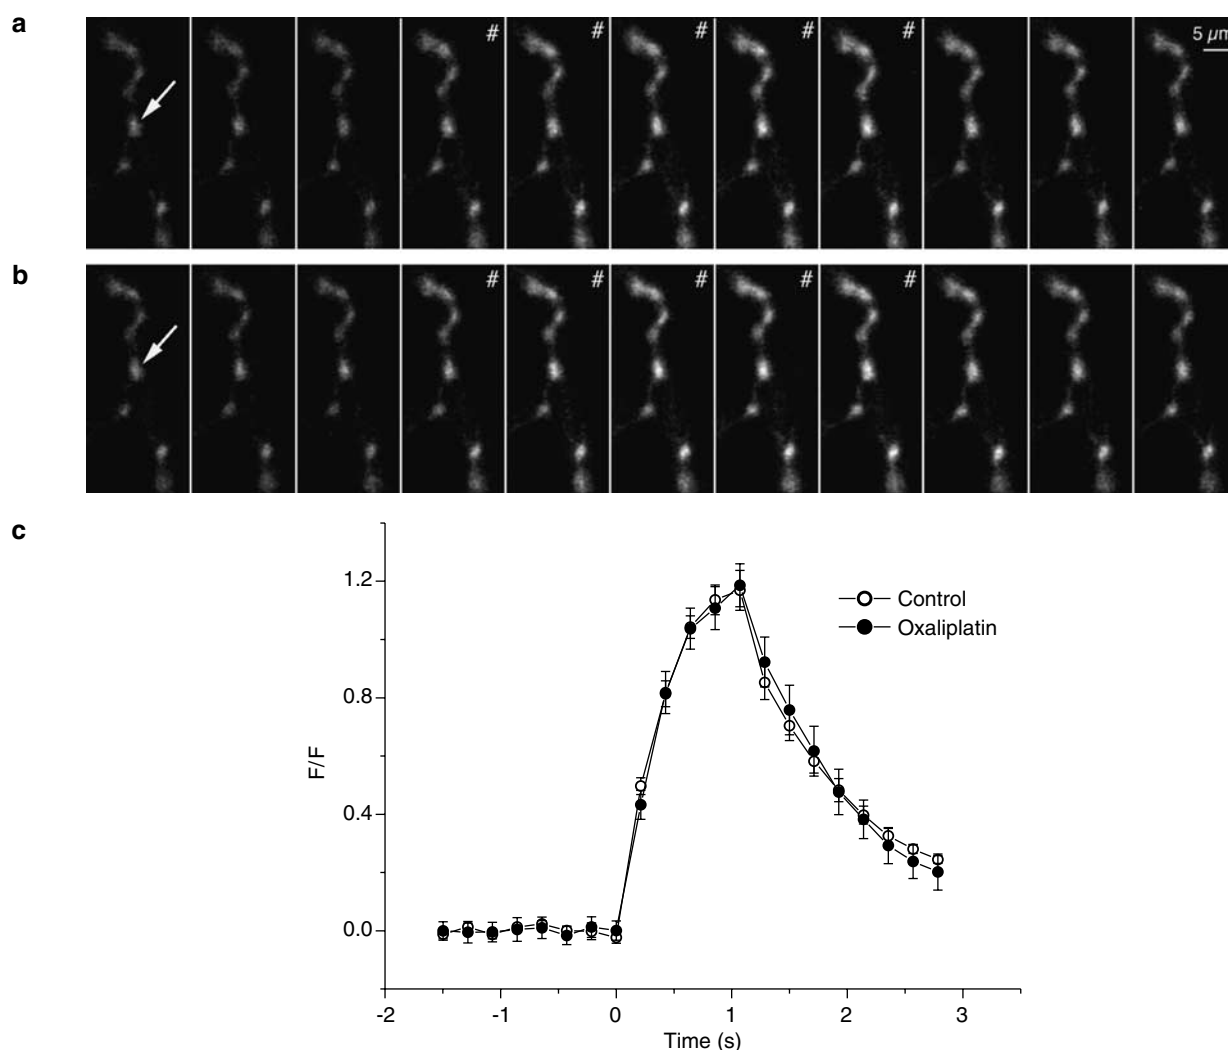 a
# # # # #
5 μm
b
# # # # #
c
1.2
0.8
0.4
0.0
F/F
Control
Oxaliplatin
-2 -1 0 1 2 3
Time (s)